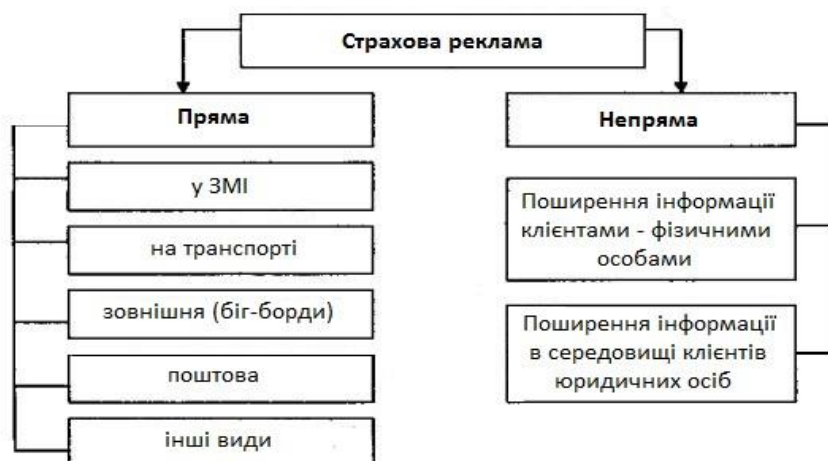 Страхова реклама
Пряма
у ЗМІ
на транспорті
зовнішня (біг-борди)
поштова
інші види
Непряма
Поширення інформації
клієнтами - фізичними
особами
Поширення інформації
в середовищі клієнтів
юридичних осіб